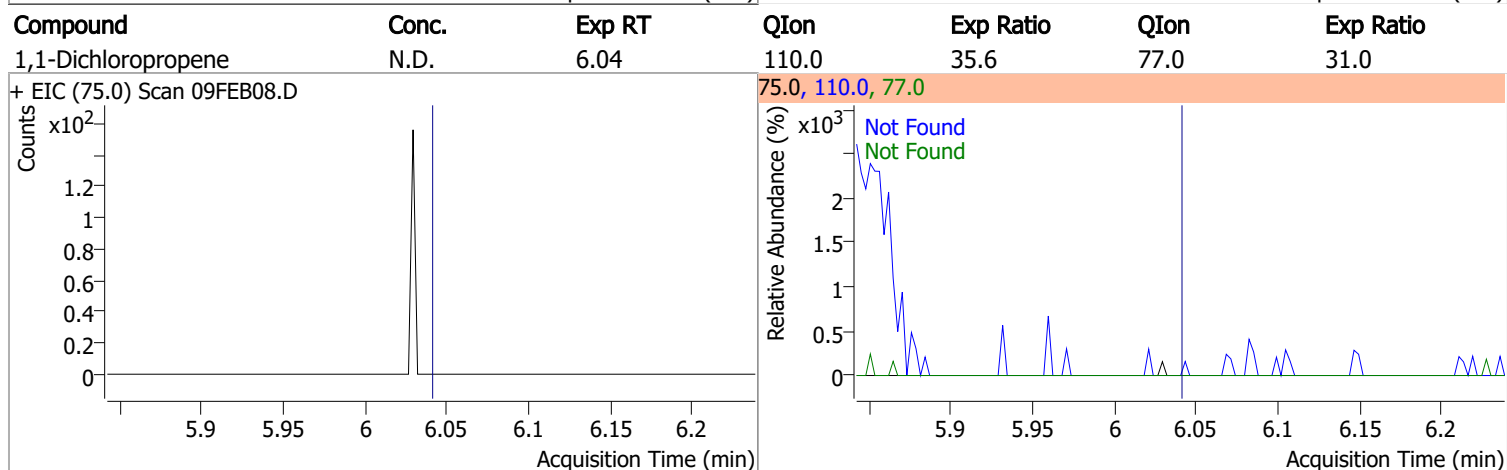 Compound Conc. Exp RT QIon Exp Ratio QIon Exp Ratio
1,1-Dichloropropene N.D. 6.04 110.0 35.6 77.0 31.0
+ EIC (75.0) Scan 09FEB08.D
Counts
x10²
1.2
1
0.8
0.6
0.4
0.2
0
5.9 5.95 6 6.05 6.1 6.15 6.2
Acquisition Time (min)
75.0, 110.0, 77.0
Relative Abundance (%)
x10³
Not Found
Not Found
2
1.5
1
0.5
0
5.9 5.95 6 6.05 6.1 6.15 6.2
Acquisition Time (min)